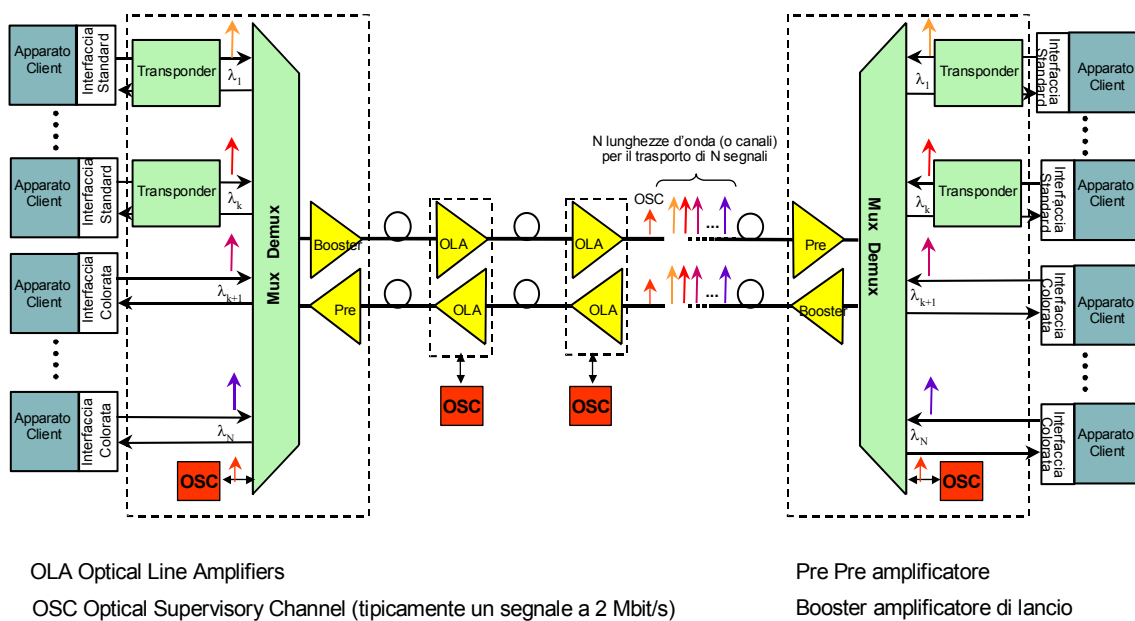 Apparato Client
Interfaccia Standard
Transponder
λ1
Apparato Client
Interfaccia Standard
Transponder
λk
Apparato Client
Interfaccia Colorata
λk+1
Apparato Client
Interfaccia Colorata
λN
OSC
Mux Demux
Booster
Pre
OLA
OLA
OLA
OLA
OSC
OSC
N lunghezze d'onda (o canali)
per il trasporto di N segnali
OSC
...
...
Pre
Booster
Mux Demux
λ1
Transponder
Interfaccia Standard
Apparato Client
λk
Transponder
Interfaccia Standard
Apparato Client
λk+1
Interfaccia Colorata
Apparato Client
λN
Interfaccia Colorata
Apparato Client
OSC
OLA Optical Line Amplifiers
OSC Optical Supervisory Channel (tipicamente un segnale a 2 Mbit/s)
Pre Pre amplificatore
Booster amplificatore di lancio